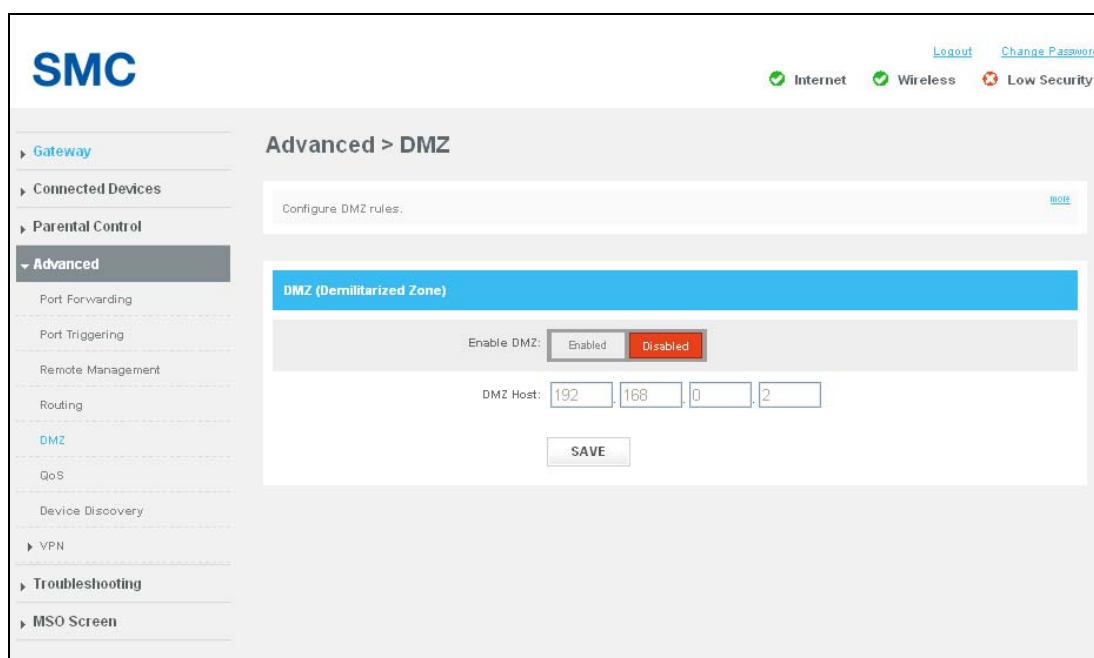 SMC
Logout Change Passwor
Internet Wireless Low Security
Gateway
Connected Devices
Parental Control
Advanced
Port Forwarding
Port Triggering
Remote Management
Routing
DMZ
QoS
Device Discovery
VPN
Troubleshooting
MSO Screen
Advanced > DMZ
Configure DMZ rules.
more
DMZ (Demilitarized Zone)
Enable DMZ: Enabled Disabled
DMZ Host: 192 . 168 . 0 . 2
SAVE